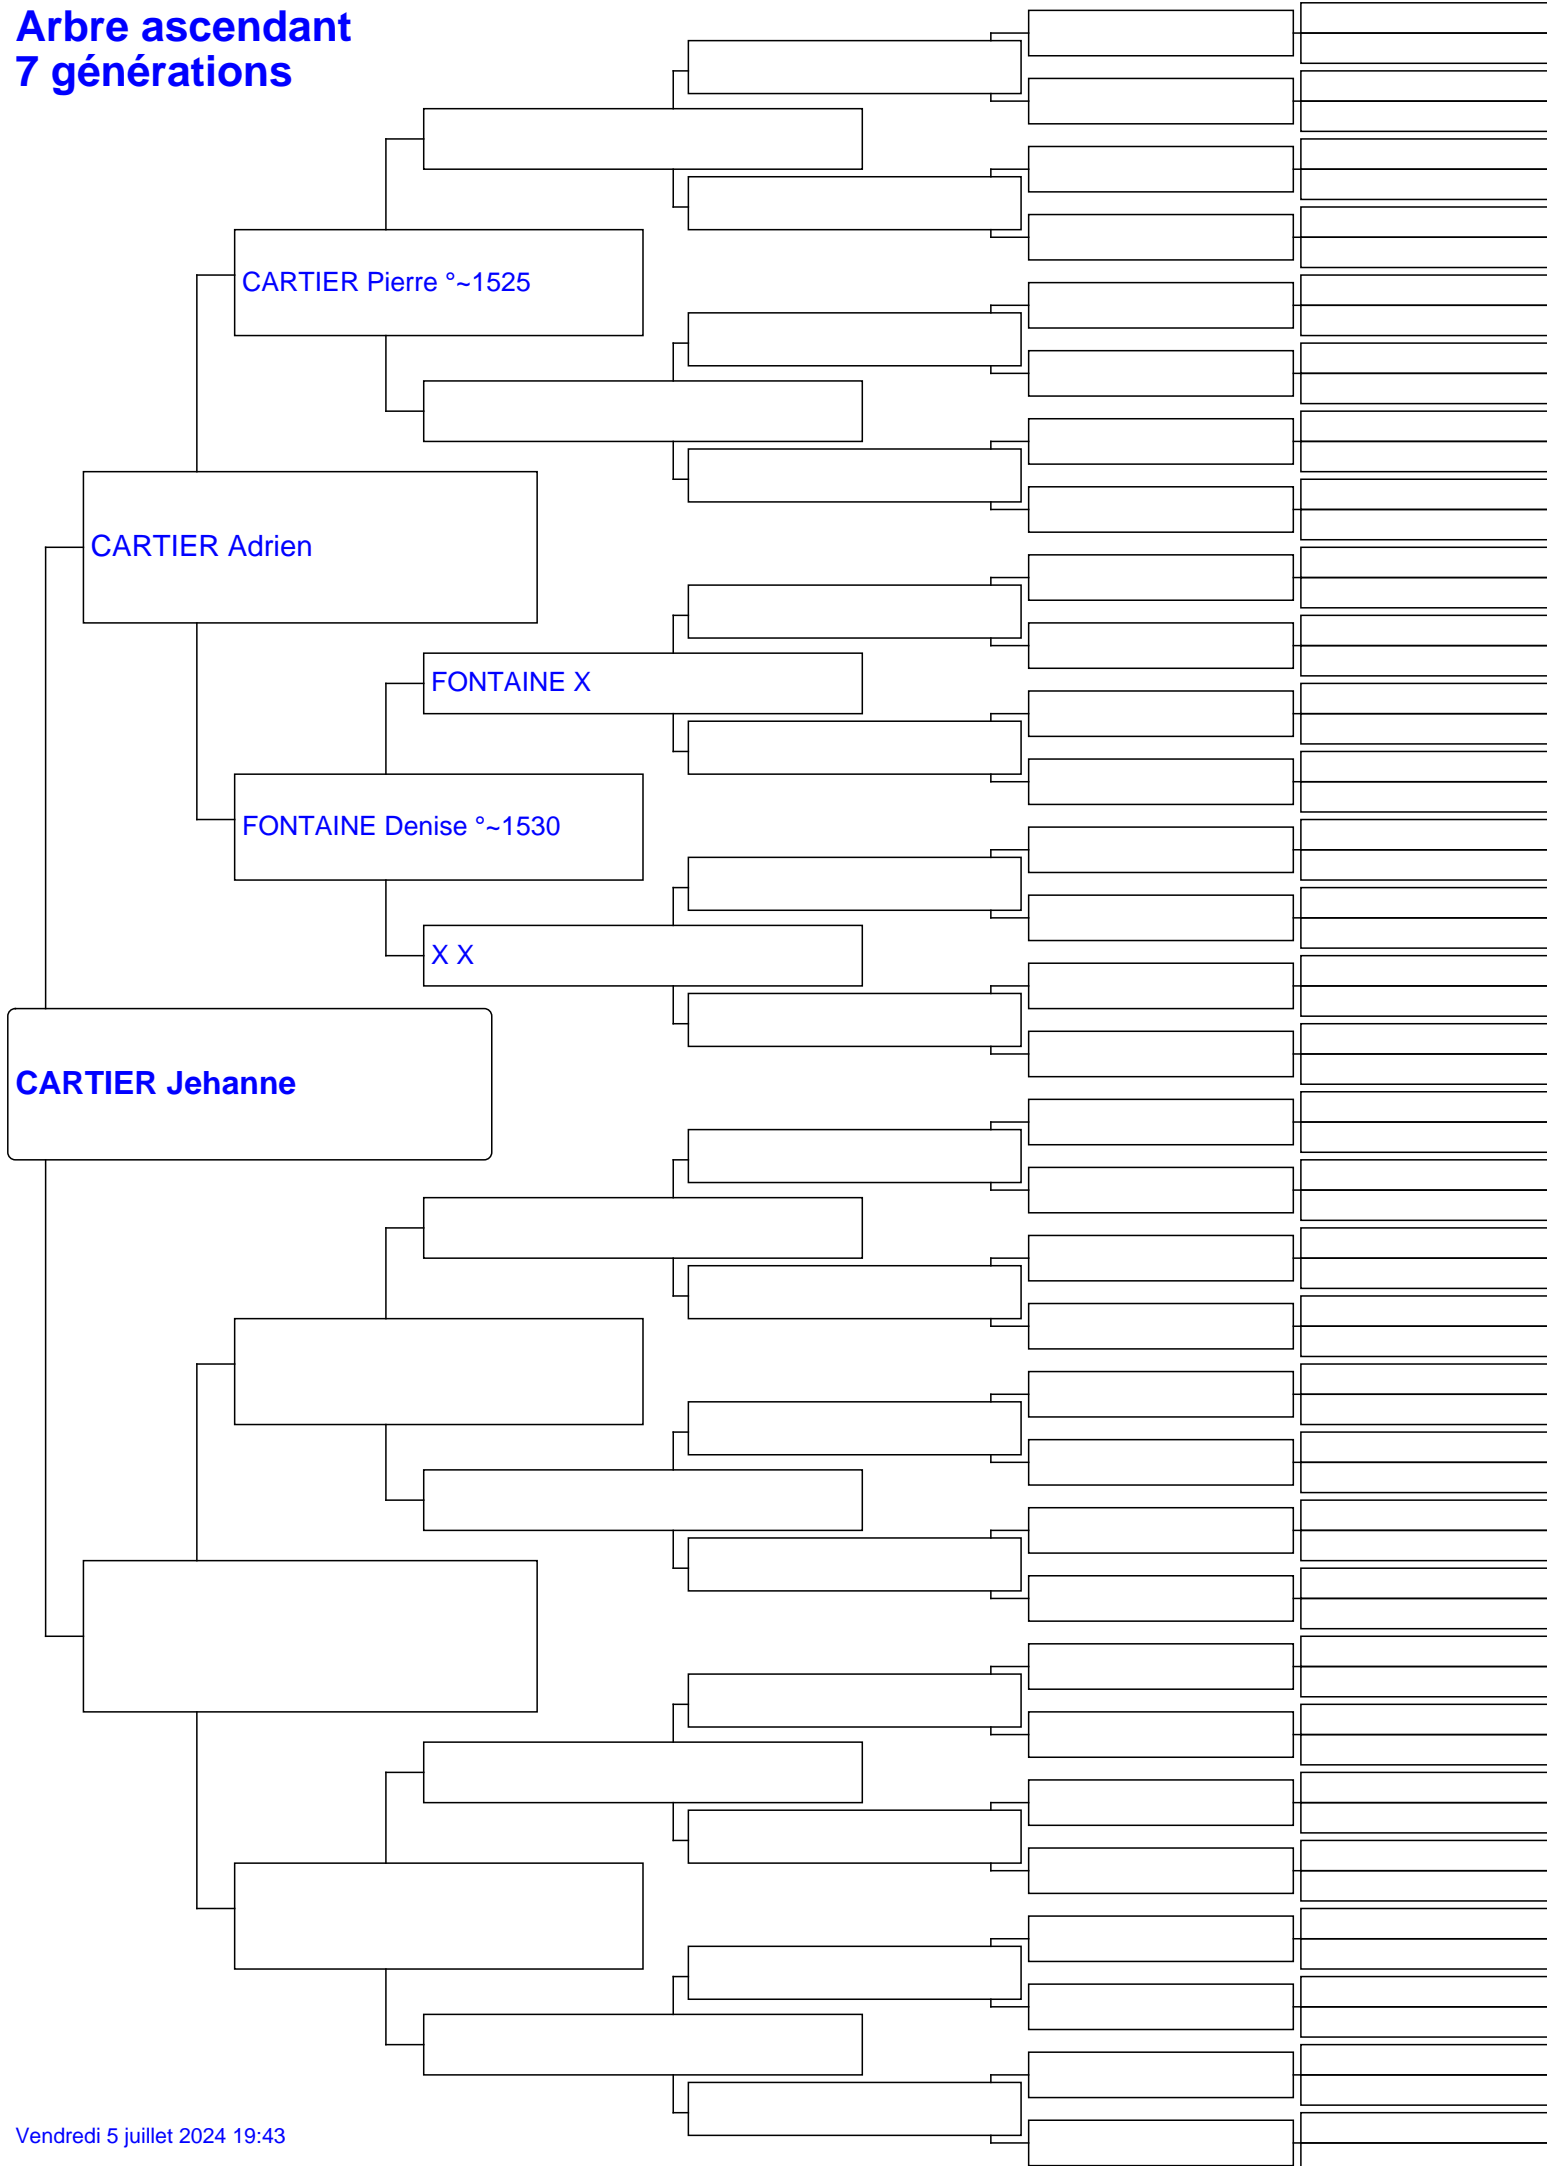 Arbre ascendant
7 générations
CARTIER Pierre °~1525
CARTIER Adrien
FONTAINE X
FONTAINE Denise °~1530
X X
CARTIER Jehanne
Vendredi 5 juillet 2024 19:43